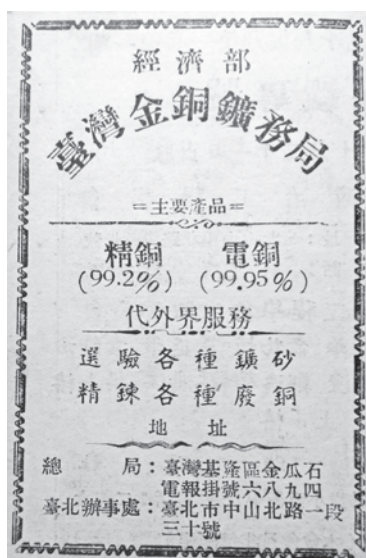 經濟部
臺灣金銅鑛務局
=主要產品=
精銅 電銅
(99.2%) (99.95%)
代外界服務
選驗各種鑛砂
精鍊各種廢銅
地址
總局：臺灣基隆區金瓜石
電報掛號六八九四
臺北辦事處：臺北市中山北路一段
三十號